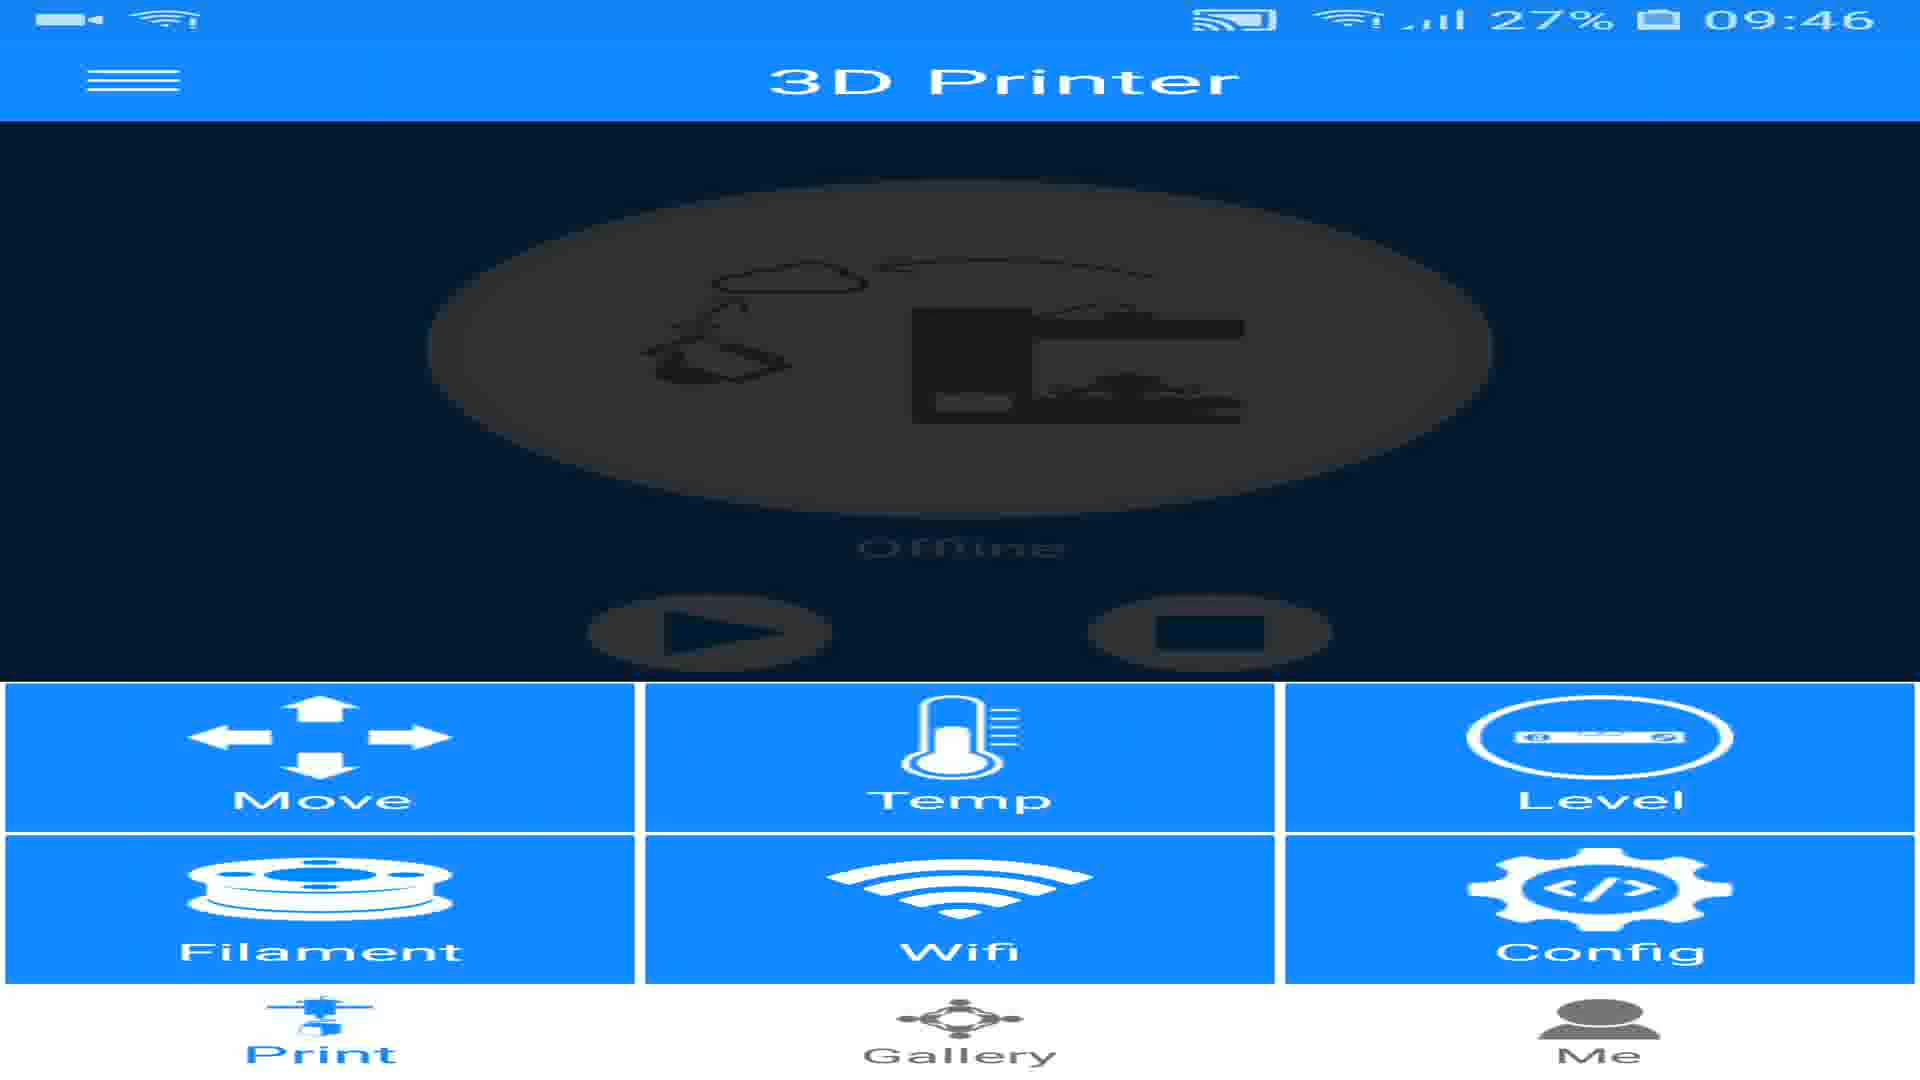 27% 09:46
3D Printer
Offline
Move Temp Level
Filament Wifi Config
Print Gallery Me